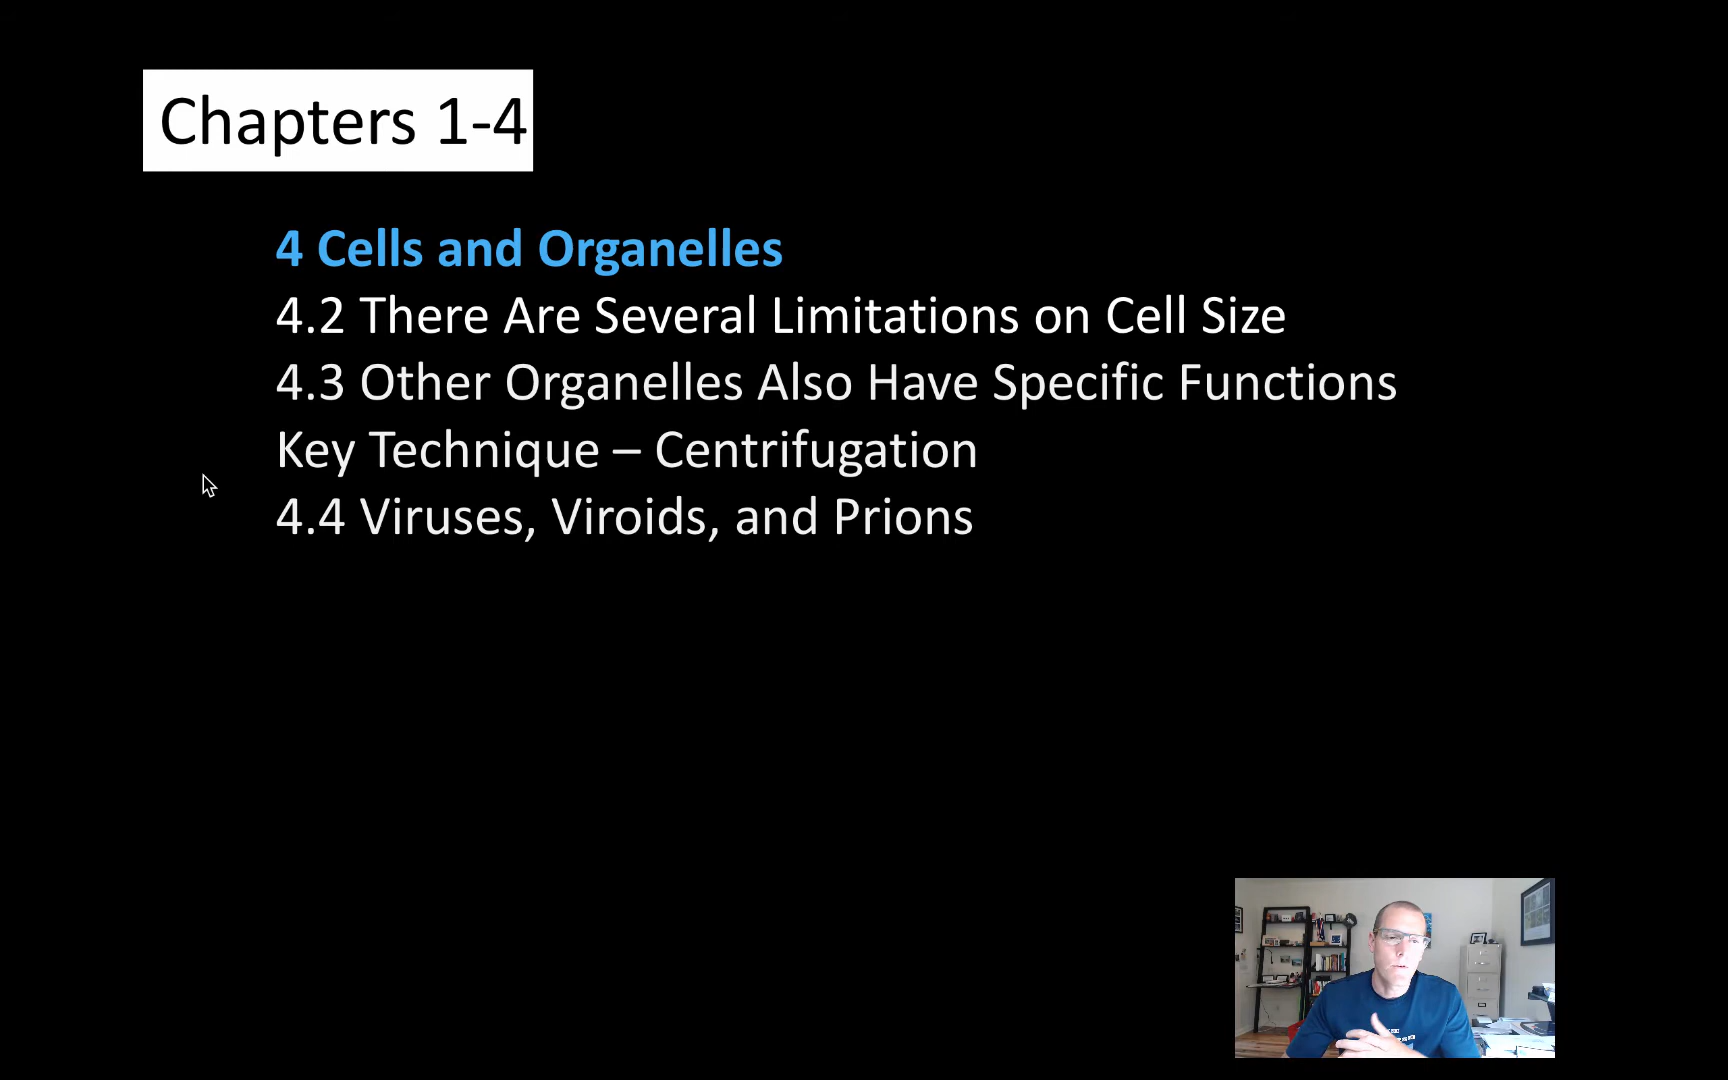 Chapters 1-4
4 Cells and Organelles
4.2 There Are Several Limitations on Cell Size
4.3 Other Organelles Also Have Specific Functions
Key Technique – Centrifugation
4.4 Viruses, Viroids, and Prions